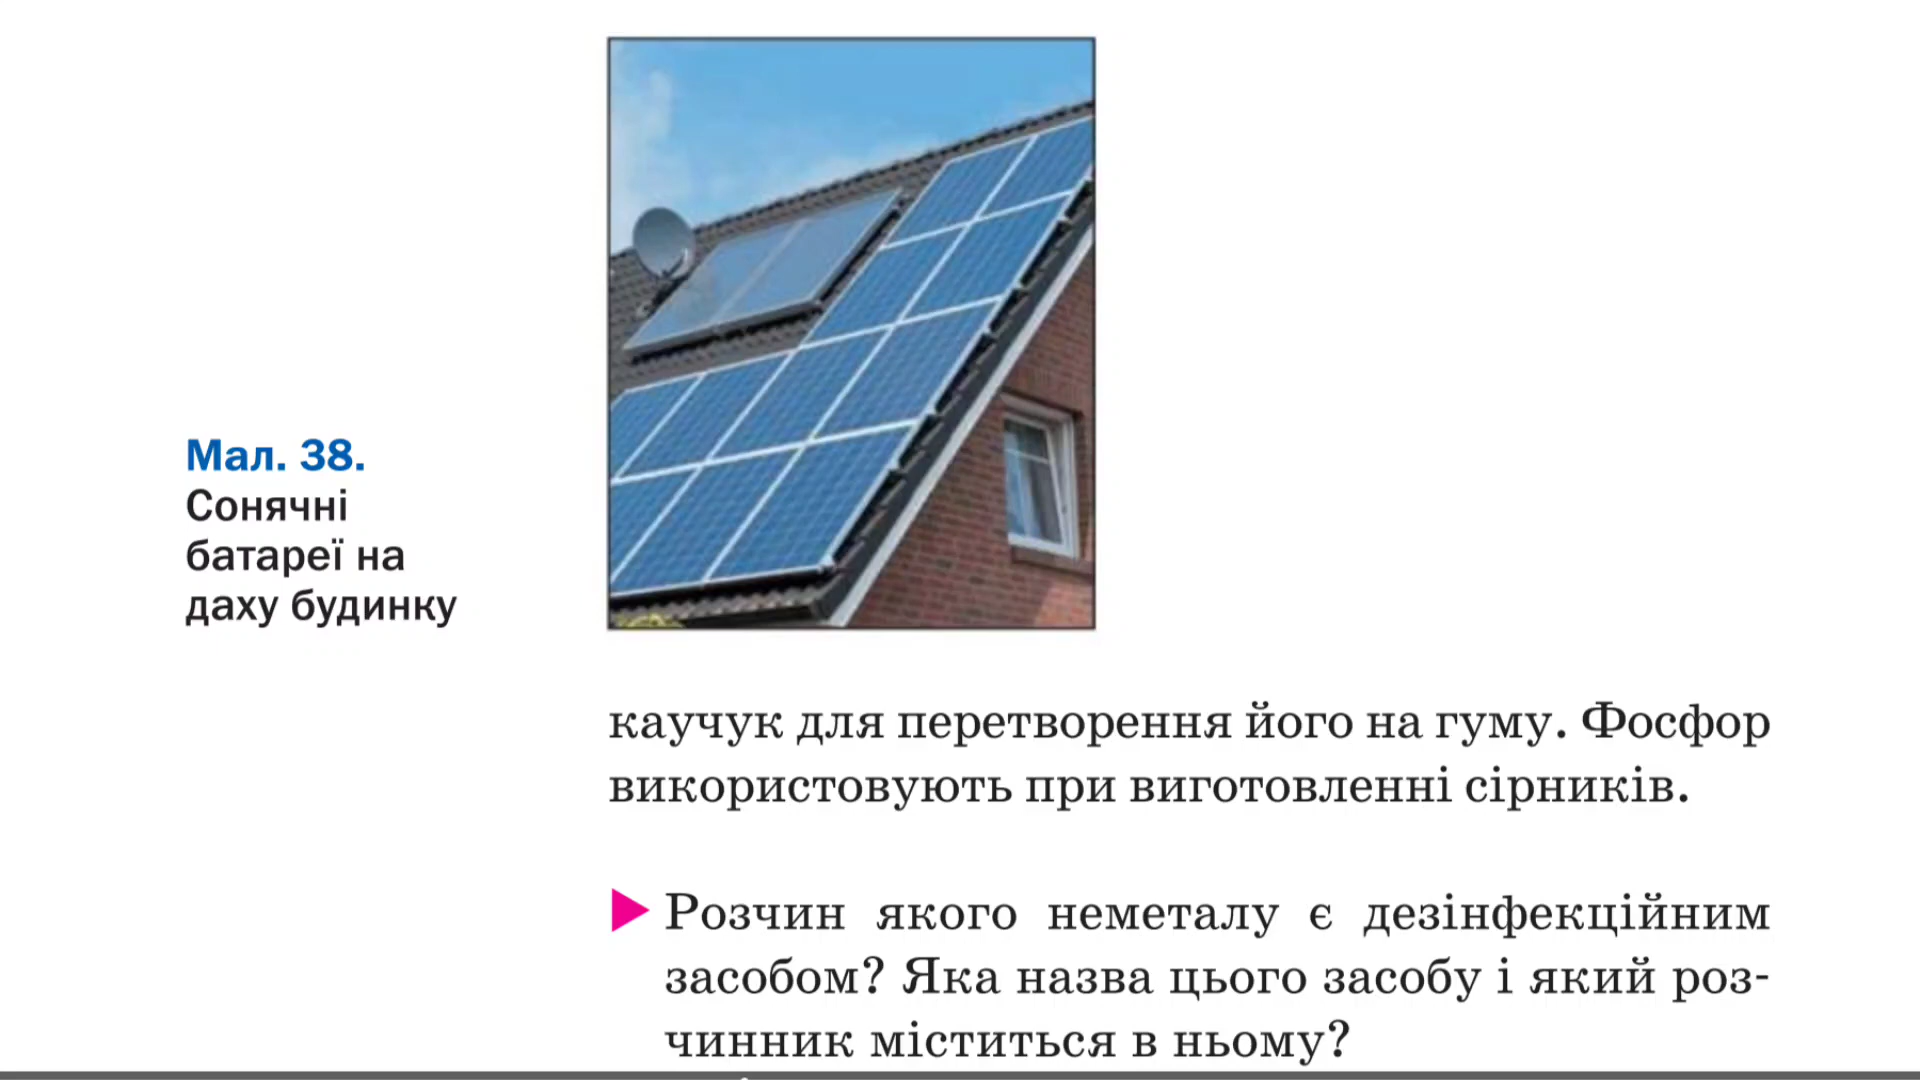 Мал. 38.
Сонячні
батареї на
даху будинку
каучук для перетворення його на гуму. Фосфор
використовують при виготовленні сірників.
Розчин якого неметалу є дезінфекційним
засобом? Яка назва цього засобу і який роз-
чинник міститься в ньому?